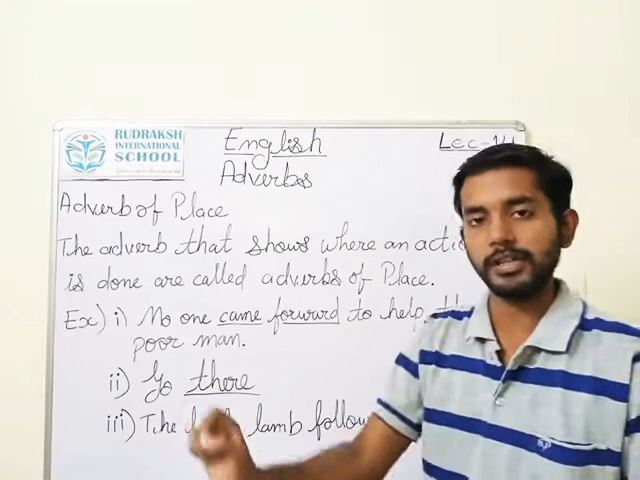 RUDRAKSH
INTERNATIONAL
SCHOOL
English
Lec-14
Adverbs
Adverb of Place
The adverb that shows where an actio
is done are called adverbs of Place.
Ex) i) No one came forward to help
poor man.
ii) Go there
iii) The lamb follow